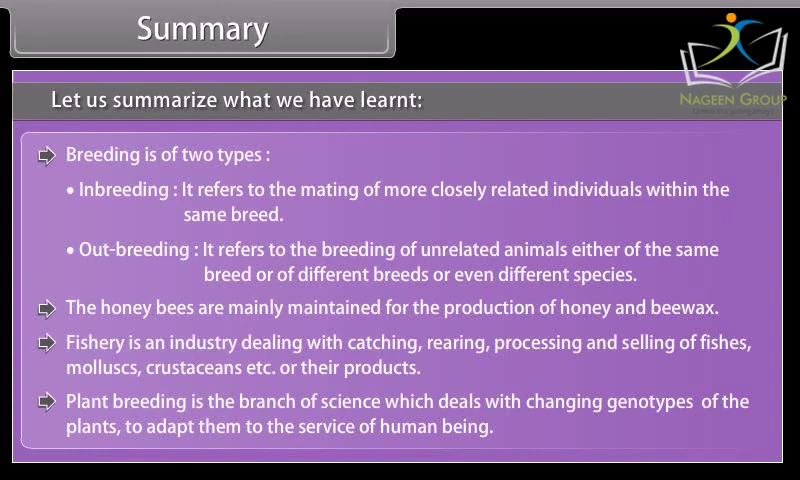 Summary
NAGEEN GROUP
Let us summarize what we have learnt:
Breeding is of two types :
• Inbreeding : It refers to the mating of more closely related individuals within the
same breed.
• Out-breeding : It refers to the breeding of unrelated animals either of the same
breed or of different breeds or even different species.
The honey bees are mainly maintained for the production of honey and beewax.
Fishery is an industry dealing with catching, rearing, processing and selling of fishes,
molluscs, crustaceans etc. or their products.
Plant breeding is the branch of science which deals with changing genotypes of the
plants, to adapt them to the service of human being.